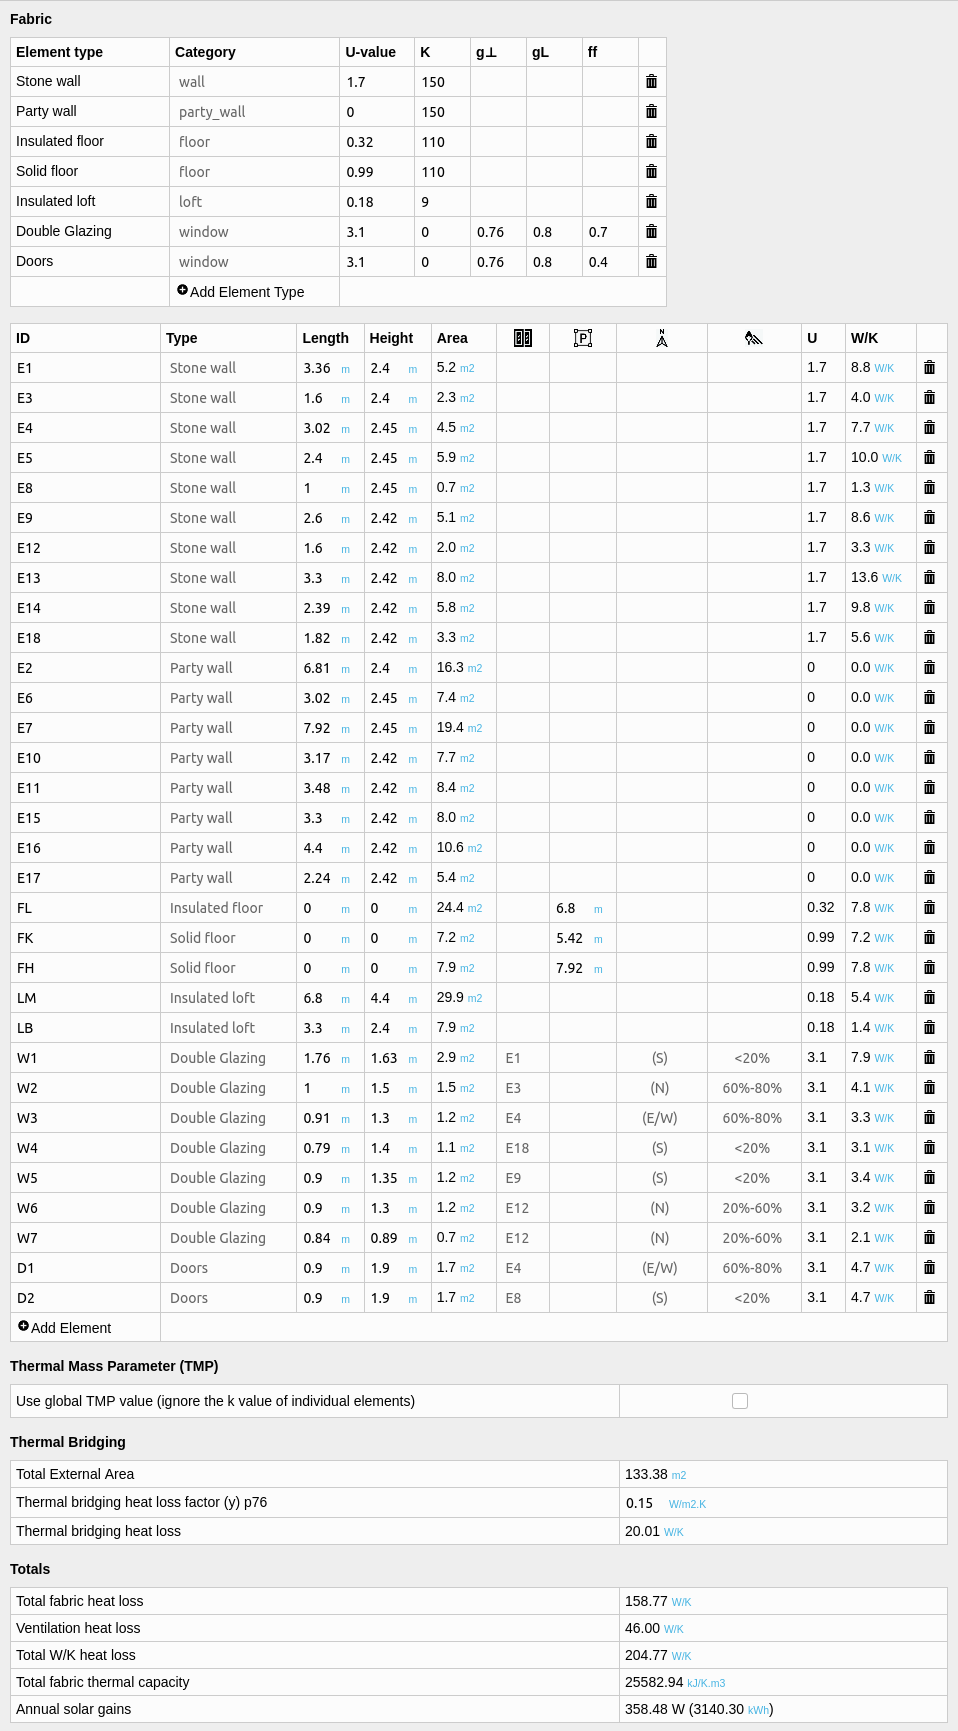 Fabric
Element type Category U-value K g⊥ gL ff
Stone wall wall 1.7 150
Party wall party_wall 0 150
Insulated floor floor 0.32 110
Solid floor floor 0.99 110
Insulated loft loft 0.18 9
Double Glazing window 3.1 0 0.76 0.8 0.7
Doors window 3.1 0 0.76 0.8 0.4
Add Element Type
ID Type Length Height Area P N U W/K
E1 Stone wall 3.36 m 2.4 m 5.2 m2 1.7 8.8 W/K
E3 Stone wall 1.6 m 2.4 m 2.3 m2 1.7 4.0 W/K
E4 Stone wall 3.02 m 2.45 m 4.5 m2 1.7 7.7 W/K
E5 Stone wall 2.4 m 2.45 m 5.9 m2 1.7 10.0 W/K
E8 Stone wall 1 m 2.45 m 0.7 m2 1.7 1.3 W/K
E9 Stone wall 2.6 m 2.42 m 5.1 m2 1.7 8.6 W/K
E12 Stone wall 1.6 m 2.42 m 2.0 m2 1.7 3.3 W/K
E13 Stone wall 3.3 m 2.42 m 8.0 m2 1.7 13.6 W/K
E14 Stone wall 2.39 m 2.42 m 5.8 m2 1.7 9.8 W/K
E18 Stone wall 1.82 m 2.42 m 3.3 m2 1.7 5.6 W/K
E2 Party wall 6.81 m 2.4 m 16.3 m2 0 0.0 W/K
E6 Party wall 3.02 m 2.45 m 7.4 m2 0 0.0 W/K
E7 Party wall 7.92 m 2.45 m 19.4 m2 0 0.0 W/K
E10 Party wall 3.17 m 2.42 m 7.7 m2 0 0.0 W/K
E11 Party wall 3.48 m 2.42 m 8.4 m2 0 0.0 W/K
E15 Party wall 3.3 m 2.42 m 8.0 m2 0 0.0 W/K
E16 Party wall 4.4 m 2.42 m 10.6 m2 0 0.0 W/K
E17 Party wall 2.24 m 2.42 m 5.4 m2 0 0.0 W/K
FL Insulated floor 0 m 0 m 24.4 m2 6.8 m 0.32 7.8 W/K
FK Solid floor 0 m 0 m 7.2 m2 5.42 m 0.99 7.2 W/K
FH Solid floor 0 m 0 m 7.9 m2 7.92 m 0.99 7.8 W/K
LM Insulated loft 6.8 m 4.4 m 29.9 m2 0.18 5.4 W/K
LB Insulated loft 3.3 m 2.4 m 7.9 m2 0.18 1.4 W/K
W1 Double Glazing 1.76 m 1.63 m 2.9 m2 E1 (S) <20% 3.1 7.9 W/K
W2 Double Glazing 1 m 1.5 m 1.5 m2 E3 (N) 60%-80% 3.1 4.1 W/K
W3 Double Glazing 0.91 m 1.3 m 1.2 m2 E4 (E/W) 60%-80% 3.1 3.3 W/K
W4 Double Glazing 0.79 m 1.4 m 1.1 m2 E18 (S) <20% 3.1 3.1 W/K
W5 Double Glazing 0.9 m 1.35 m 1.2 m2 E9 (S) <20% 3.1 3.4 W/K
W6 Double Glazing 0.9 m 1.3 m 1.2 m2 E12 (N) 20%-60% 3.1 3.2 W/K
W7 Double Glazing 0.84 m 0.89 m 0.7 m2 E12 (N) 20%-60% 3.1 2.1 W/K
D1 Doors 0.9 m 1.9 m 1.7 m2 E4 (E/W) 60%-80% 3.1 4.7 W/K
D2 Doors 0.9 m 1.9 m 1.7 m2 E8 (S) <20% 3.1 4.7 W/K
Add Element
Thermal Mass Parameter (TMP)
Use global TMP value (ignore the k value of individual elements)
Thermal Bridging
Total External Area 133.38 m2
Thermal bridging heat loss factor (y) p76 0.15 W/m2.K
Thermal bridging heat loss 20.01 W/K
Totals
Total fabric heat loss 158.77 W/K
Ventilation heat loss 46.00 W/K
Total W/K heat loss 204.77 W/K
Total fabric thermal capacity 25582.94 kJ/K.m3
Annual solar gains 358.48 W (3140.30 kWh)